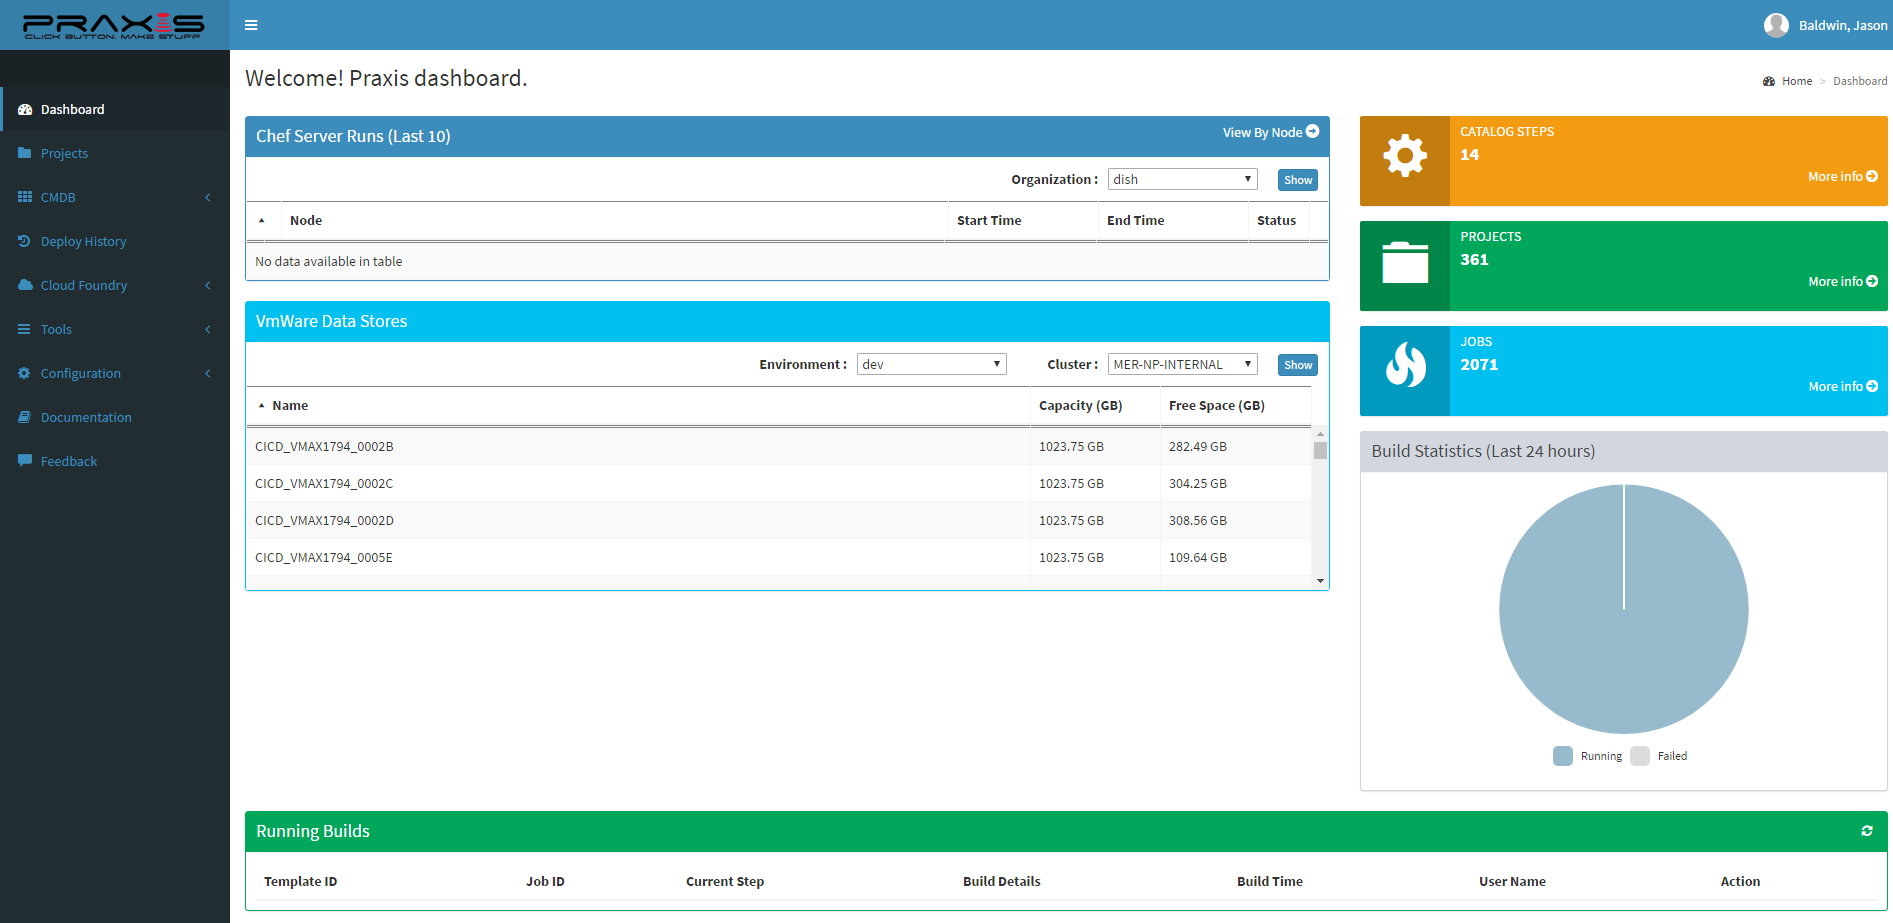 PRAXIS
CLICK BUTTON. MAKE STUFF
Baldwin, Jason
Dashboard
Projects
CMDB
Deploy History
Cloud Foundry
Tools
Configuration
Documentation
Feedback
Welcome! Praxis dashboard.
Home > Dashboard
Chef Server Runs (Last 10)
View By Node
Organization : dish Show
Node Start Time End Time Status
No data available in table
VmWare Data Stores
Environment : dev Cluster : MER-NP-INTERNAL Show
Name Capacity (GB) Free Space (GB)
CICD_VMAX1794_0002B 1023.75 GB 282.49 GB
CICD_VMAX1794_0002C 1023.75 GB 304.25 GB
CICD_VMAX1794_0002D 1023.75 GB 308.56 GB
CICD_VMAX1794_0005E 1023.75 GB 109.64 GB
CATALOG STEPS
14
More info
PROJECTS
361
More info
JOBS
2071
More info
Build Statistics (Last 24 hours)
Running Failed
Running Builds
Template ID Job ID Current Step Build Details Build Time User Name Action